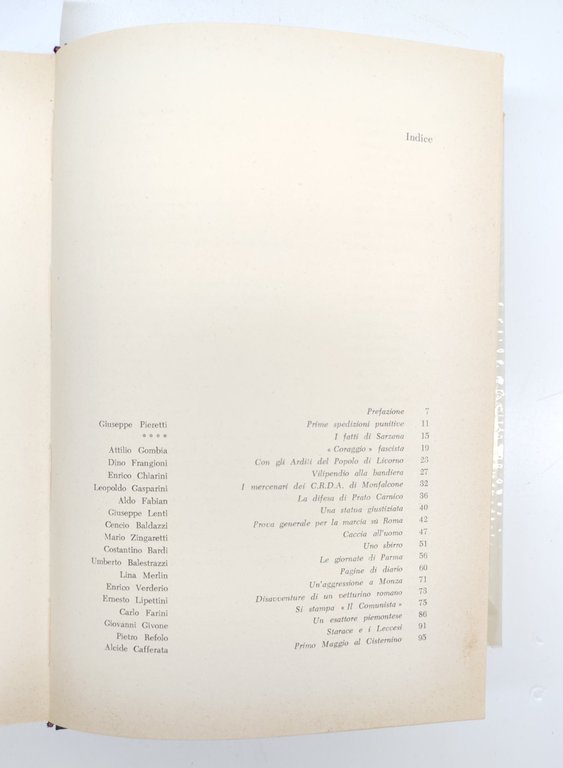 Indice
Prefazione 7
Giuseppe Pieretti Prime spedizioni punitive 11
**** I fatti di Sarzana 15
Attilio Gombia « Coraggio » fascista 19
Dino Frangioni Con gli Arditi del Popolo di Livorno 23
Enrico Chiarini Vilipendio alla bandiera 27
Leopoldo Gasparini I mercenari dei C.R.D.A. di Monfalcone 32
Aldo Fabian La difesa di Prato Carnico 36
Giuseppe Lenti Una statua giustiziata 40
Cencio Baldazzi Prova generale per la marcia su Roma 42
Mario Zingaretti Caccia all'uomo 47
Costantino Bardi Uno sbirro 51
Umberto Balestrazzi Le giornate di Parma 56
Lina Merlin Pagine di diario 60
Enrico Verderio Un'aggressione a Monza 71
Ernesto Lipettini Disavventure di un vetturino romano 73
Carlo Farini Si stampa « Il Comunista » 75
Giovanni Givone Un esattore piemontese 86
Pietro Refolo Starace e i Leccesi 91
Alcide Cafferata Primo Maggio al Cisternino 95